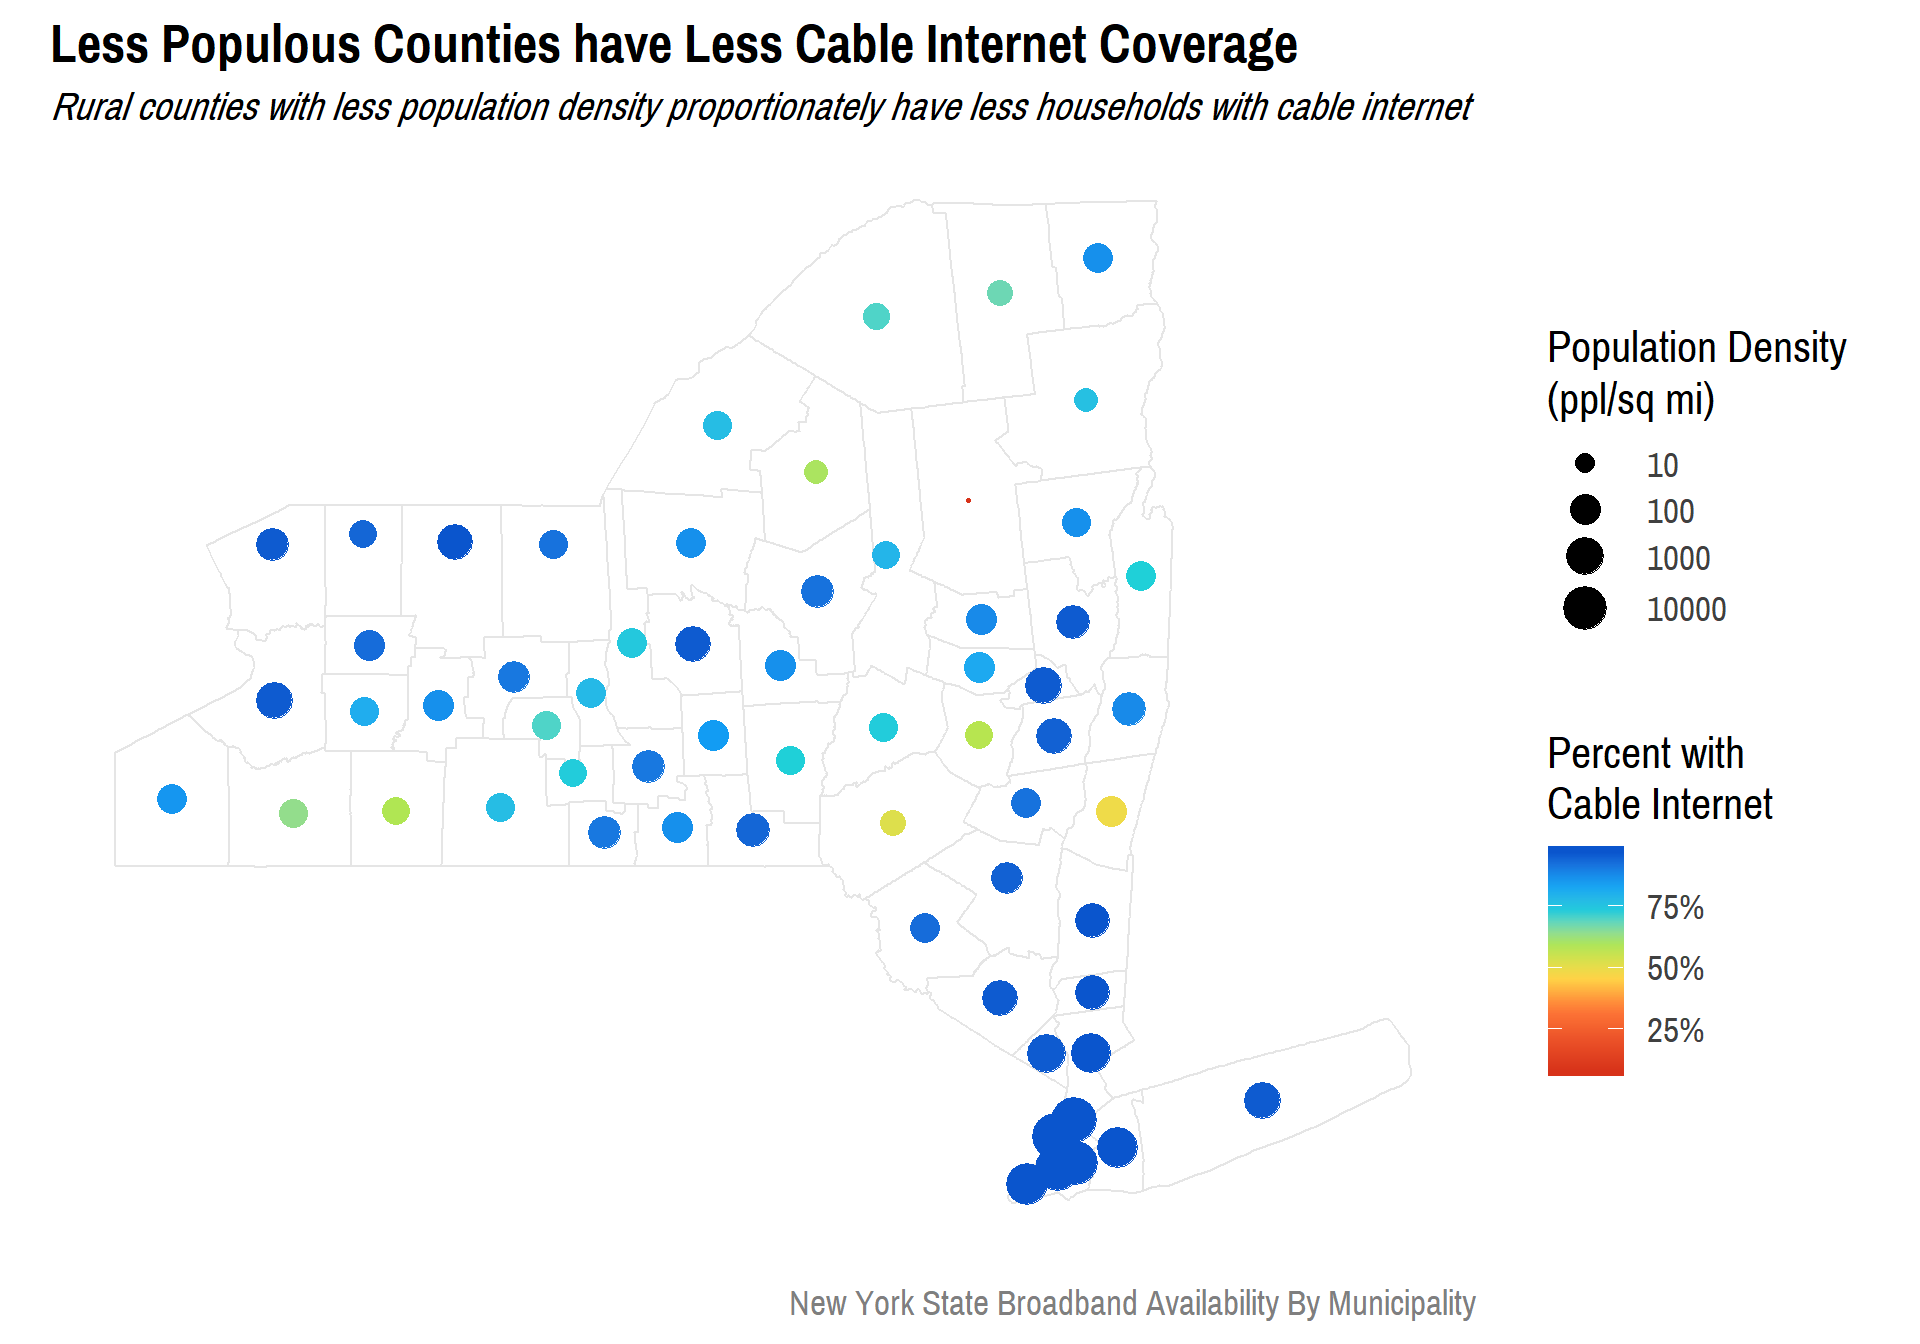 Less Populous Counties have Less Cable Internet Coverage
Rural counties with less population density proportionately have less households with cable internet
Population Density
(ppl/sq mi)
10
100
1000
10000
Percent with
Cable Internet
75%
50%
25%
New York State Broadband Availability By Municipality